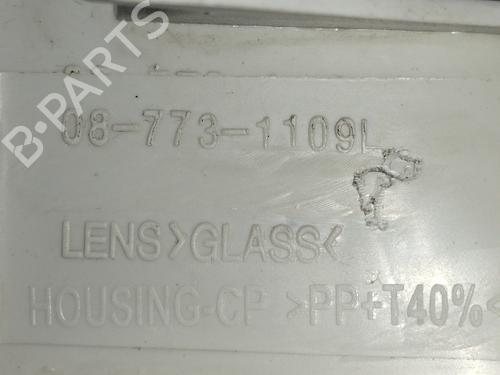 B-PARTS
08-773-1109L
LENS>GLASS<
HOUSING-CP >PP+T40%<